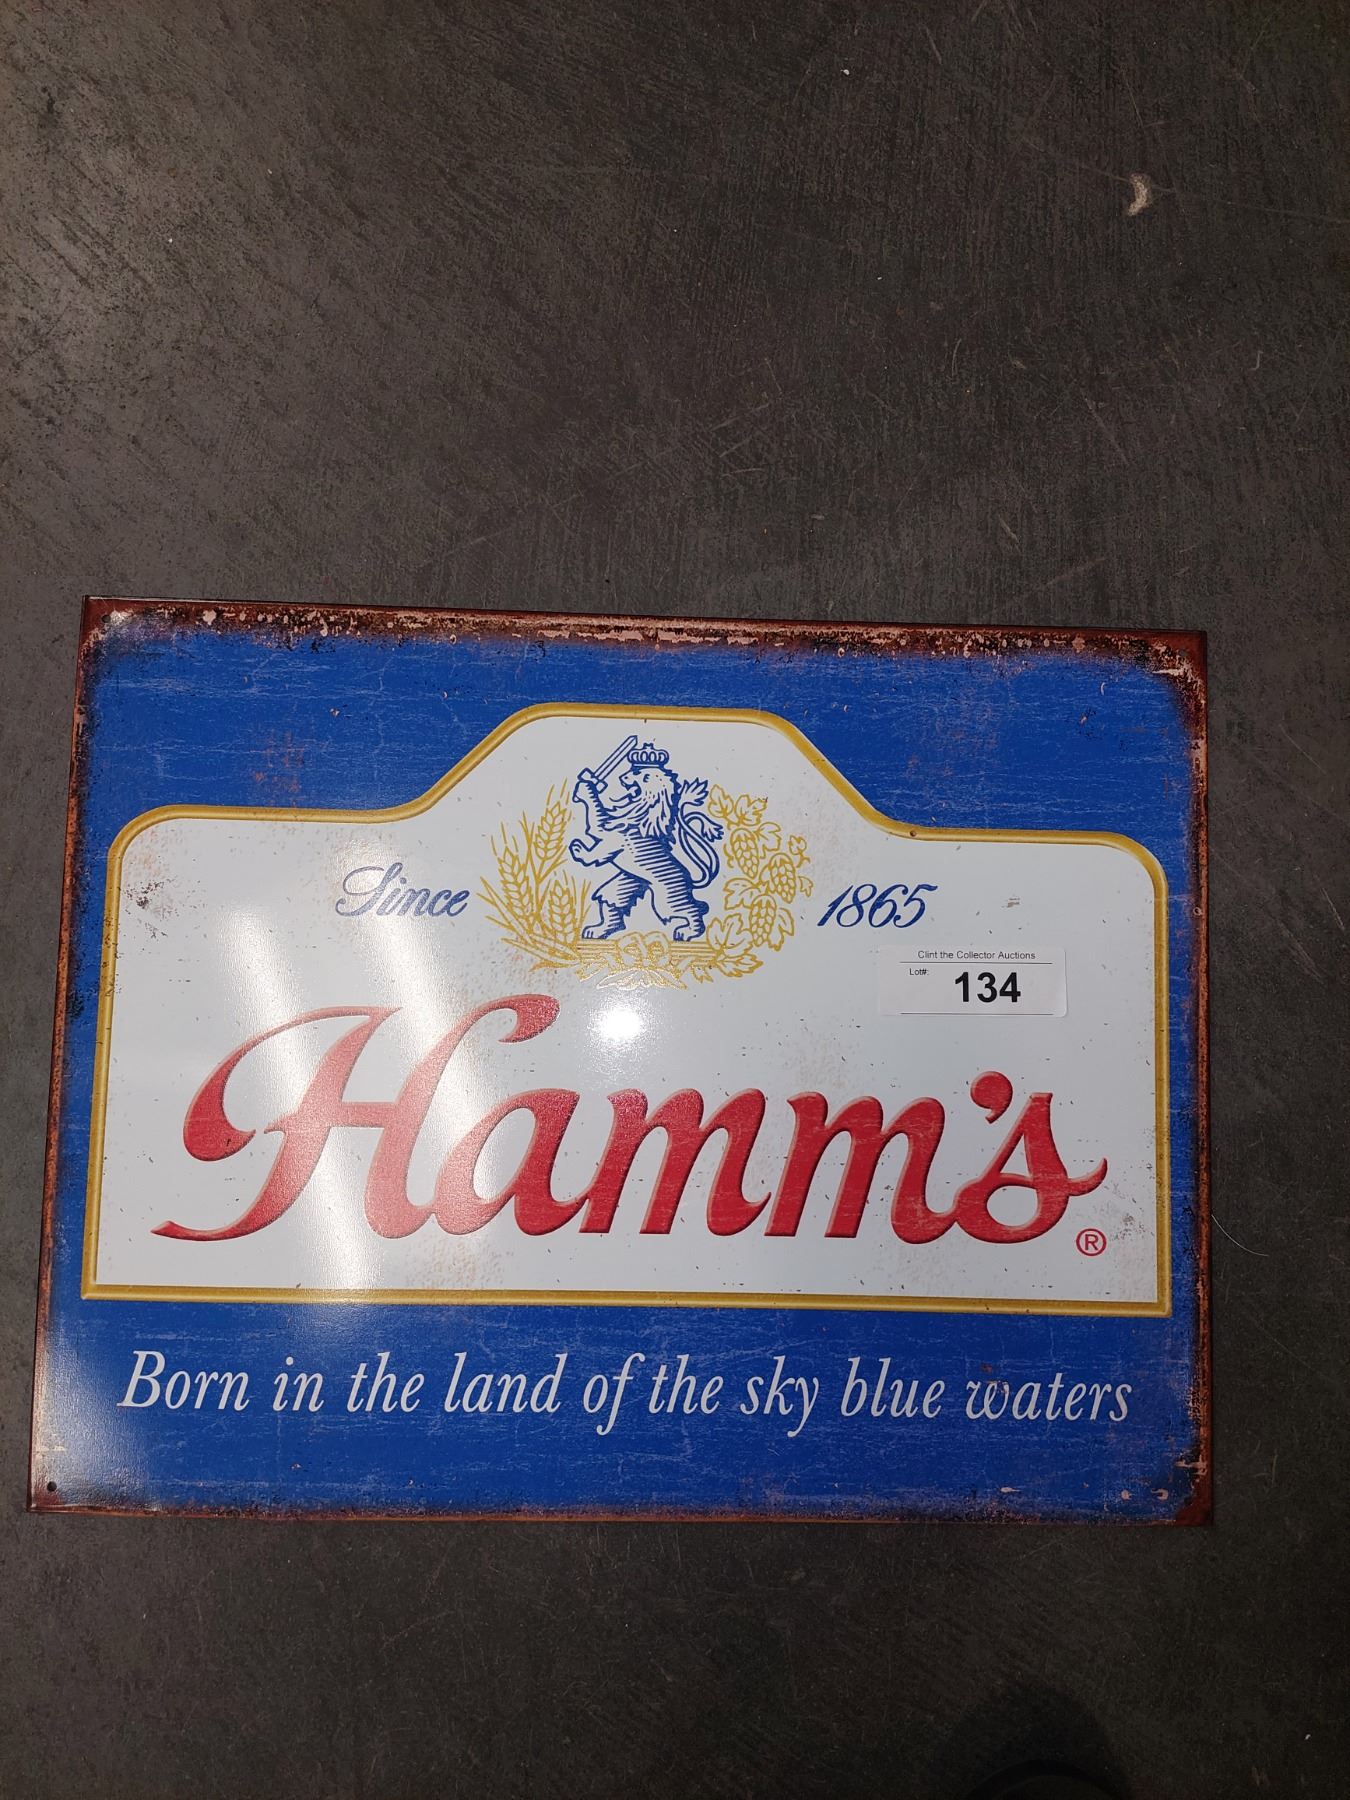 Since 1865
Clint the Collector Auctions
Lot#: 134
Hamm's ®
Born in the land of the sky blue waters